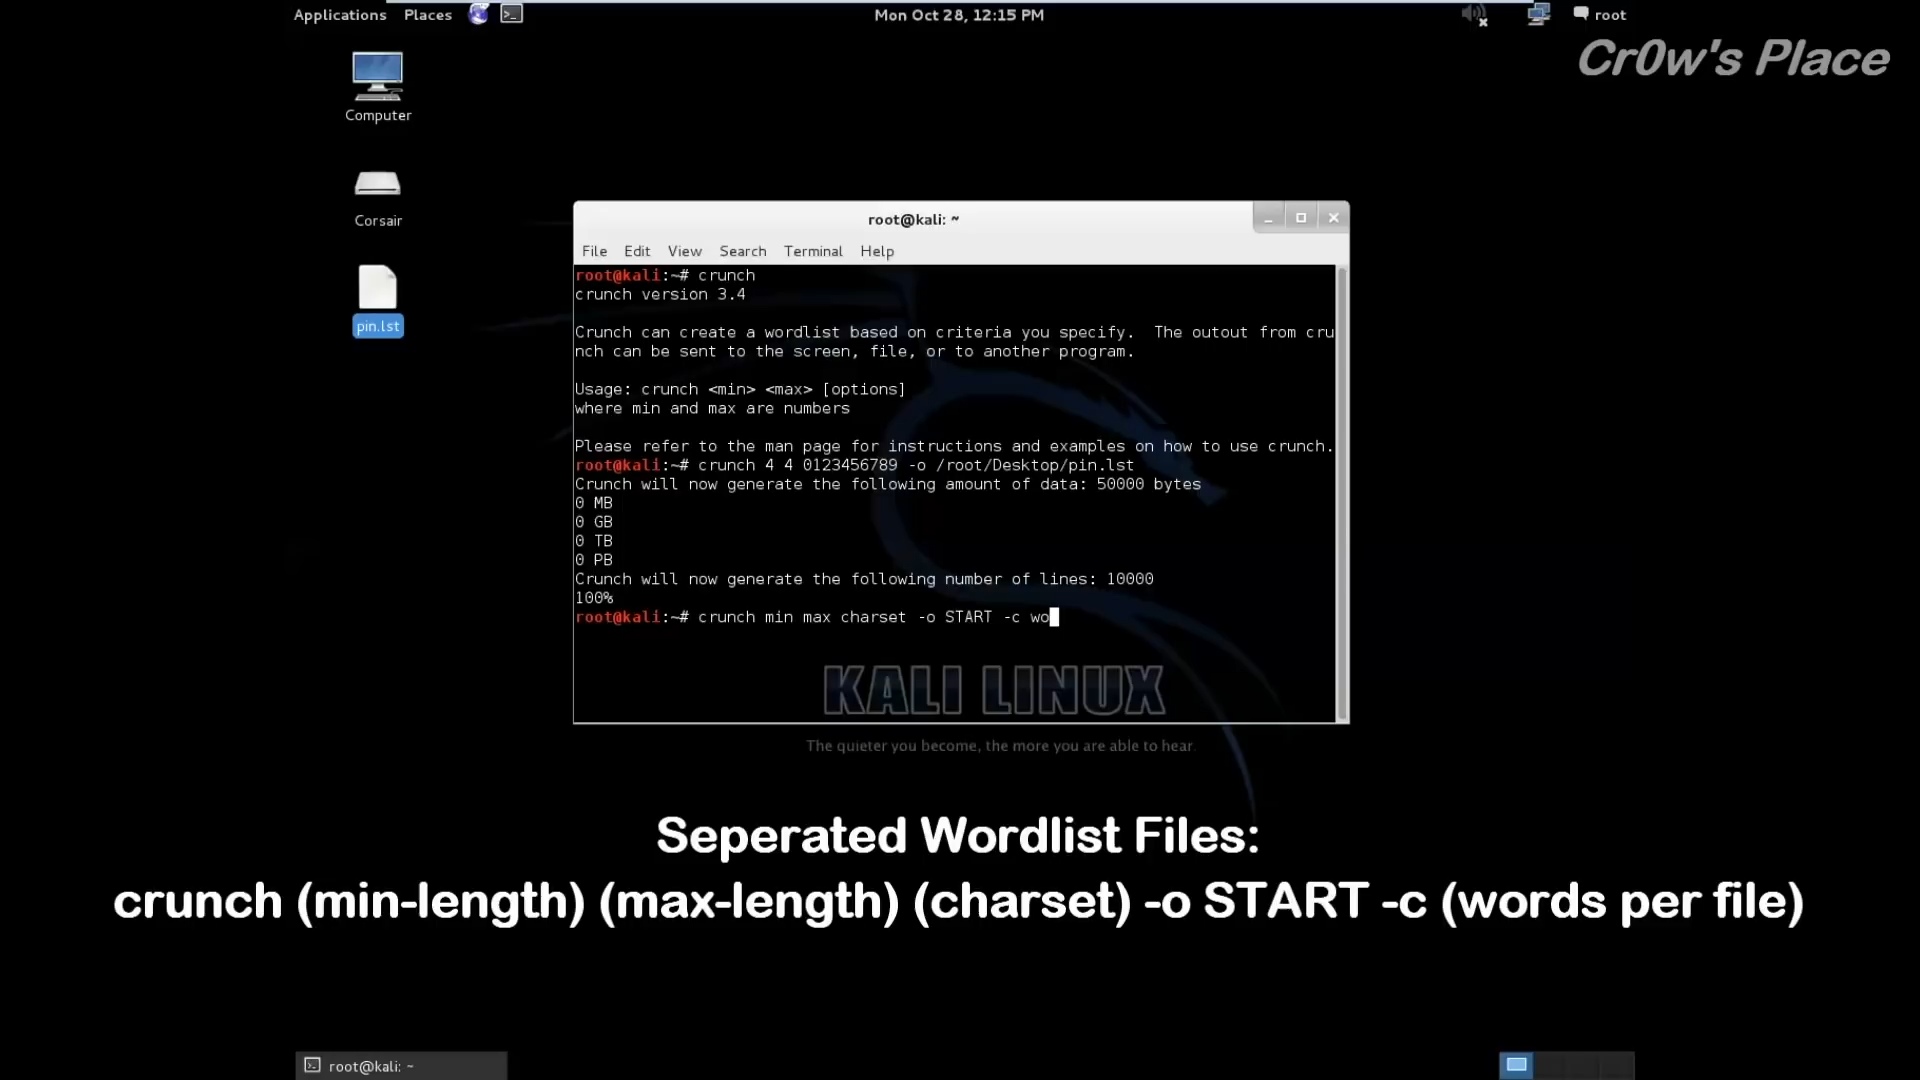 Applications Places Mon Oct 28, 12:15 PM root
Cr0w's Place
Computer
Corsair
pin.lst
root@kali: ~
File Edit View Search Terminal Help
root@kali:~# crunch
crunch version 3.4
Crunch can create a wordlist based on criteria you specify.  The outout from cru
nch can be sent to the screen, file, or to another program.
Usage: crunch <min> <max> [options]
where min and max are numbers
Please refer to the man page for instructions and examples on how to use crunch.
root@kali:~# crunch 4 4 0123456789 -o /root/Desktop/pin.lst
Crunch will now generate the following amount of data: 50000 bytes
0 MB
0 GB
0 TB
0 PB
Crunch will now generate the following number of lines: 10000
100%
root@kali:~# crunch min max charset -o START -c wo
KALI LINUX
The quieter you become, the more you are able to hear.
Seperated Wordlist Files:
crunch (min-length) (max-length) (charset) -o START -c (words per file)
root@kali: ~